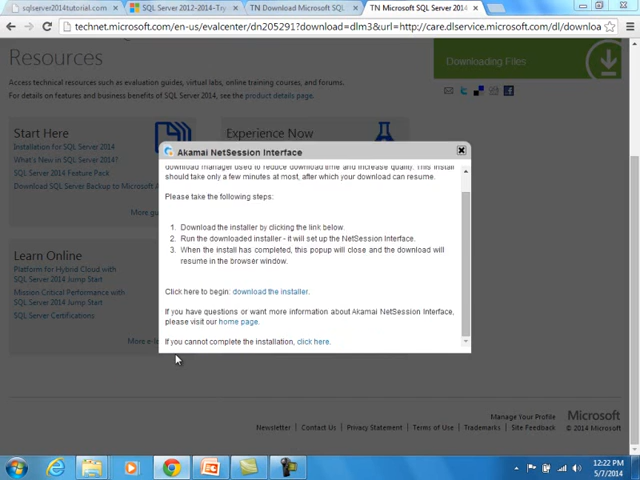 sqlserver2014tutorial.com
SQL Server 2012-2014-Try
TN Download Microsoft SQL
TN Microsoft SQL Server 2014
technet.microsoft.com/en-us/evalcenter/dn205291?download=dlm3&url=http://care.dlservice.microsoft.com/dl/downloa
Resources
Downloading Files
Access technical resources such as evaluation guides, virtual labs, online training courses, and forums.
For details on features and business benefits of SQL Server 2014, see the product details page.
Start Here
Experience Now
Installation for SQL Server 2014
What's New in SQL Server 2014?
SQL Server 2014 Feature Pack
Download SQL Server Backup to Microsoft A
More gu
Learn Online
Platform for Hybrid Cloud with
SQL Server 2014 Jump Start
Mission Critical Performance with
SQL Server 2014 Jump Start
SQL Server Certifications
More e-le
Akamai NetSession Interface
download manager used to reduce download time and increase quality. This install
should take only a few minutes at most, after which your download can resume.
Please take the following steps:
1. Download the installer by clicking the link below.
2. Run the downloaded installer - it will set up the NetSession Interface.
3. When the install has completed, this popup will close and the download will
resume in the browser window.
Click here to begin: download the installer.
If you have questions or want more information about Akamai NetSession Interface,
please visit our home page.
If you cannot complete the installation, click here.
Manage Your Profile
Microsoft
Newsletter | Contact Us | Privacy Statement | Terms of Use | Trademarks | Site Feedback
© 2014 Microsoft
12:22 PM
5/7/2014